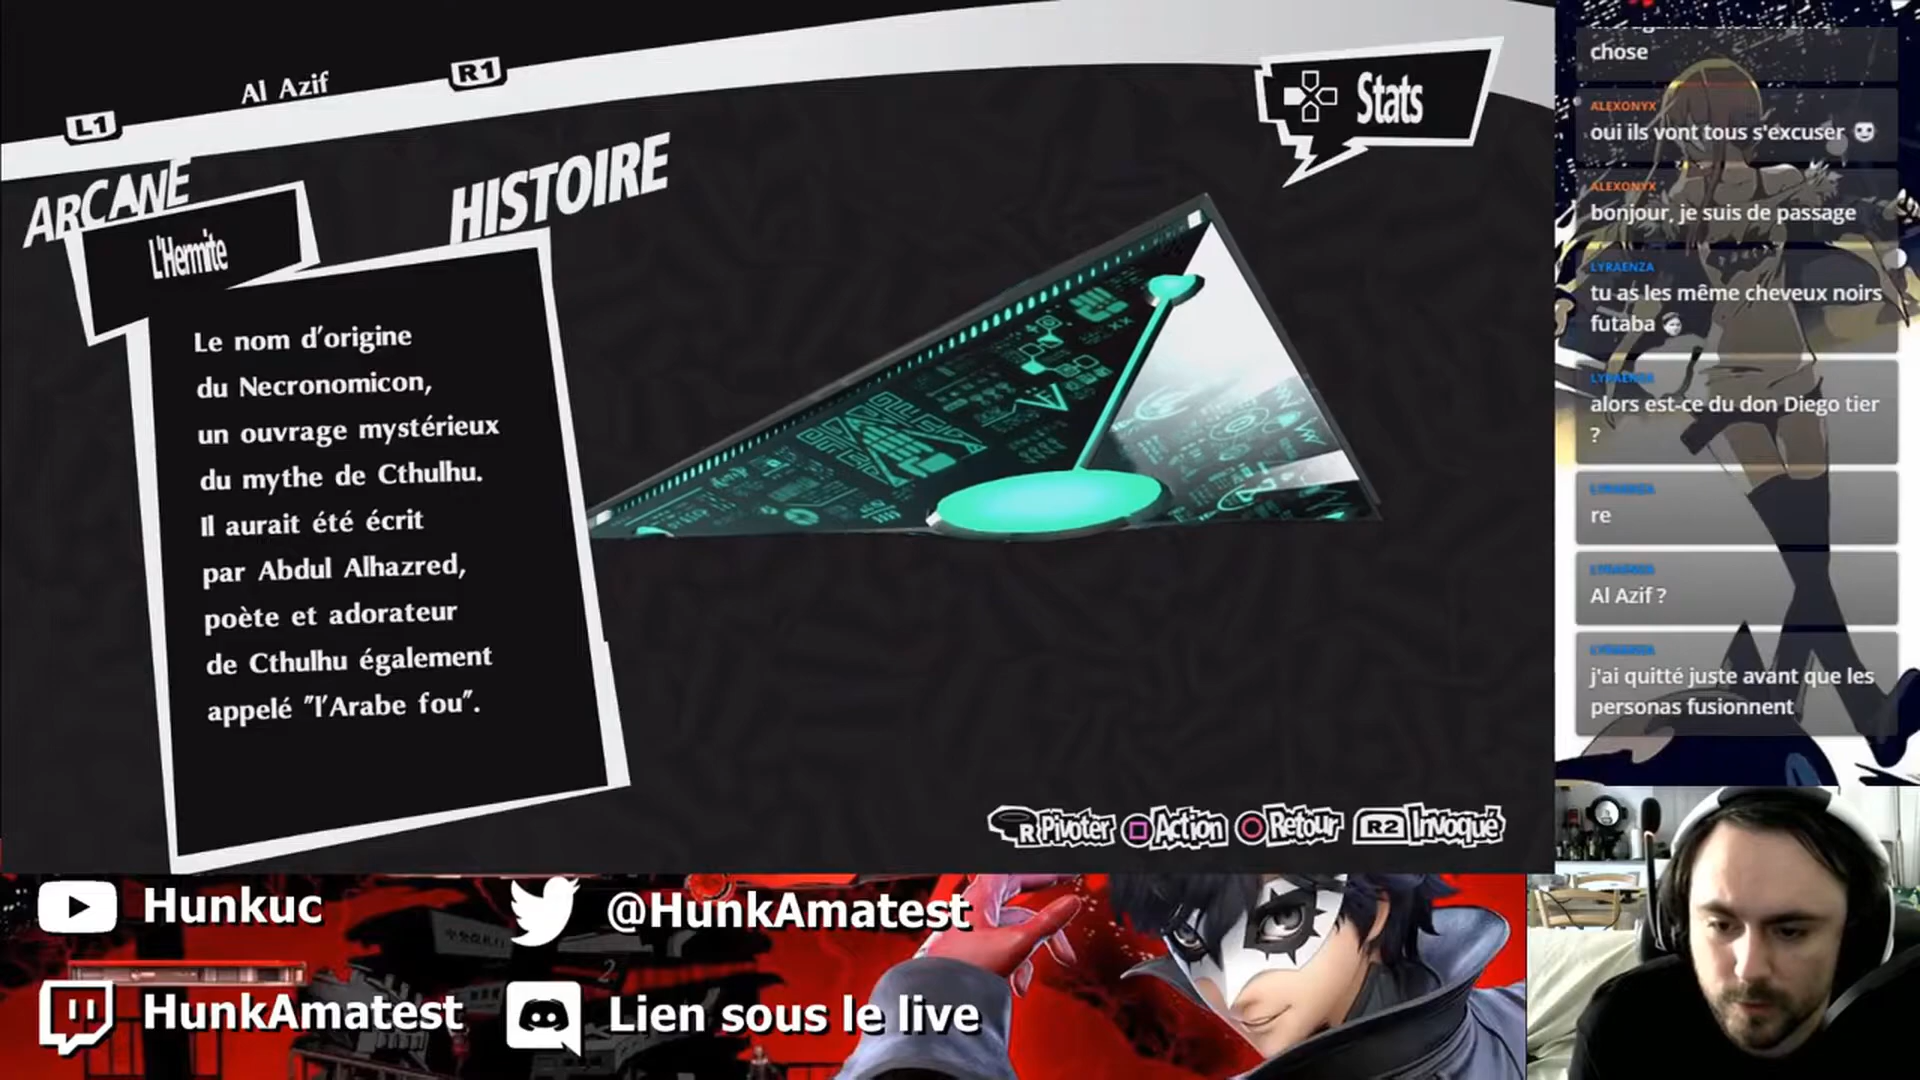 Al Azif
L1
R1
Stats
ARCANE
L'Hermite
HISTOIRE
Le nom d'origine
du Necronomicon,
un ouvrage mystérieux
du mythe de Cthulhu.
Il aurait été écrit
par Abdul Alhazred,
poète et adorateur
de Cthulhu également
appelé "l'Arabe fou".
R Pivoter Action Retour R2 Invoqué
chose
ALEXONYX
oui ils vont tous s'excuser
ALEXONYX
bonjour, je suis de passage
LYRAENZA
tu as les même cheveux noirs
futaba
LYRAENZA
alors est-ce du don Diego tier
?
LYRAENZA
re
LYRAENZA
Al Azif ?
LYRAENZA
j'ai quitté juste avant que les
personas fusionnent
Hunkuc
@HunkAmatest
HunkAmatest
Lien sous le live